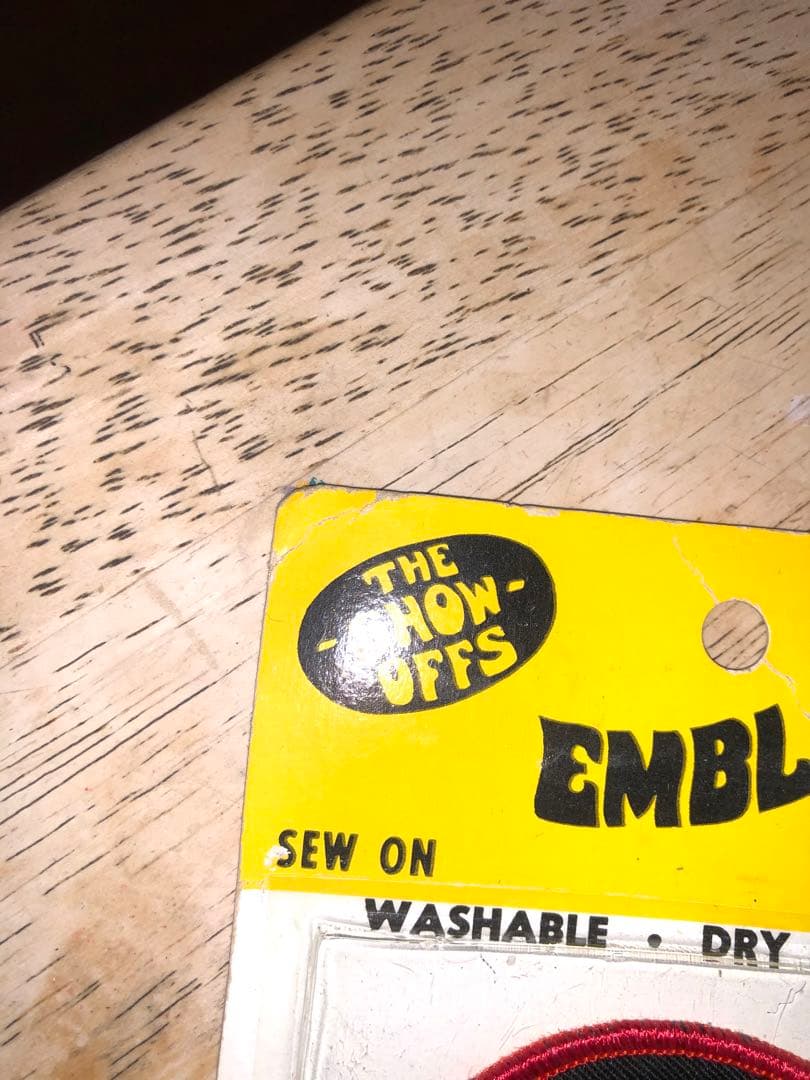 THE
-SHOW-
OFFS
EMBL
SEW ON
WASHABLE • DRY